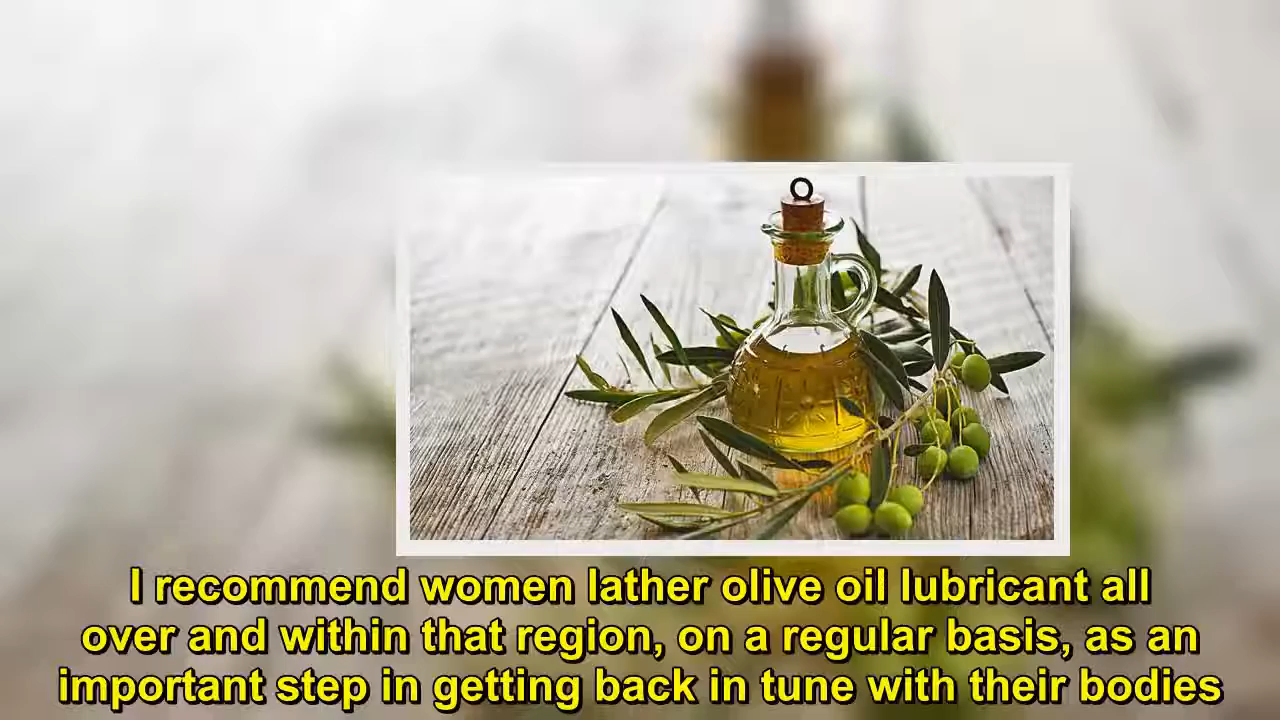 I recommend women lather olive oil lubricant all
over and within that region, on a regular basis, as an
important step in getting back in tune with their bodies